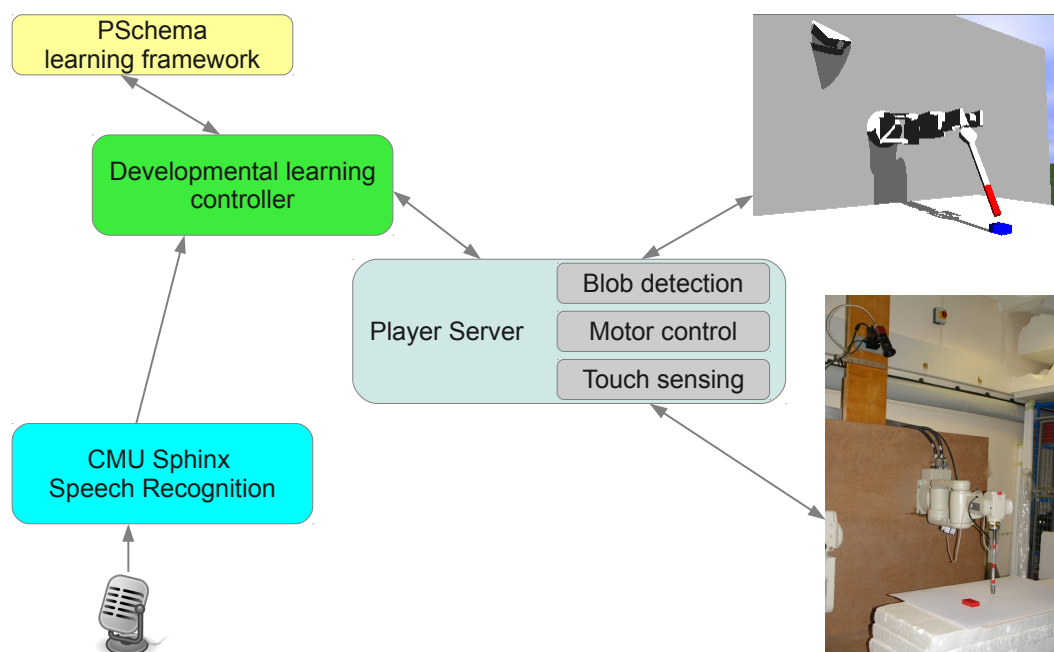 PSchema
learning framework
Developmental learning
controller
Player Server
Blob detection
Motor control
Touch sensing
CMU Sphinx
Speech Recognition